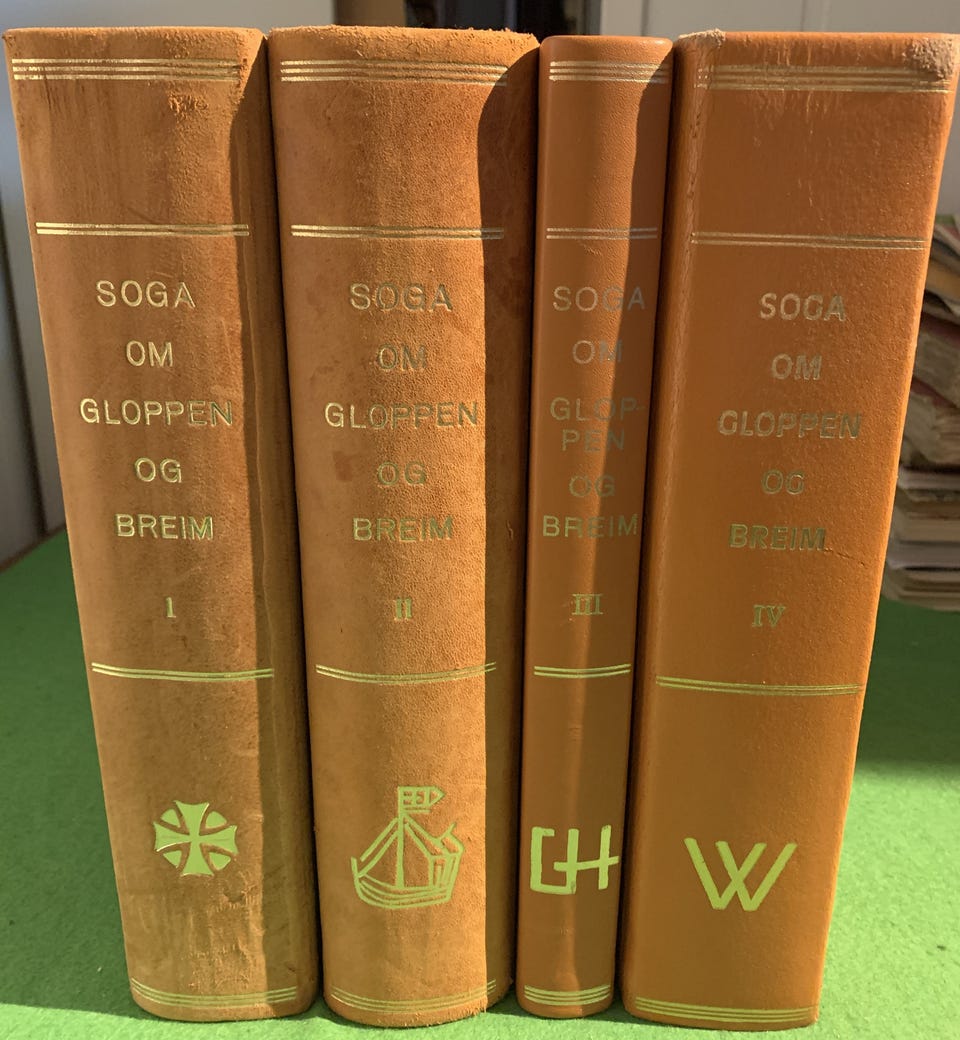 SOGA
OM
GLOPPEN
OG
BREIM
I
SOGA
OM
GLOPPEN
OG
BREIM
II
SOGA
OM
GLOP-
PEN
OG
BREIM
III
SOGA
OM
GLOPPEN
OG
BREIM
IV